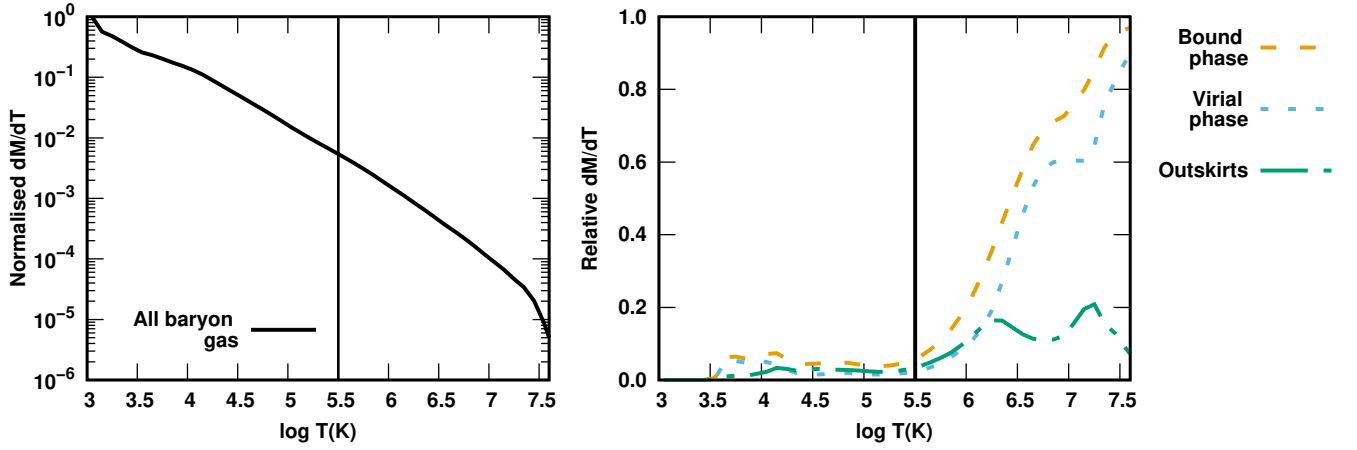 Normalised dM/dT
10^0
10^-1
10^-2
10^-3
10^-4
10^-5
10^-6
All baryon
gas
3 3.5 4 4.5 5 5.5 6 6.5 7 7.5
log T(K)
Relative dM/dT
1.0
0.8
0.6
0.4
0.2
0.0
3 3.5 4 4.5 5 5.5 6 6.5 7 7.5
log T(K)
Bound
phase
Virial
phase
Outskirts